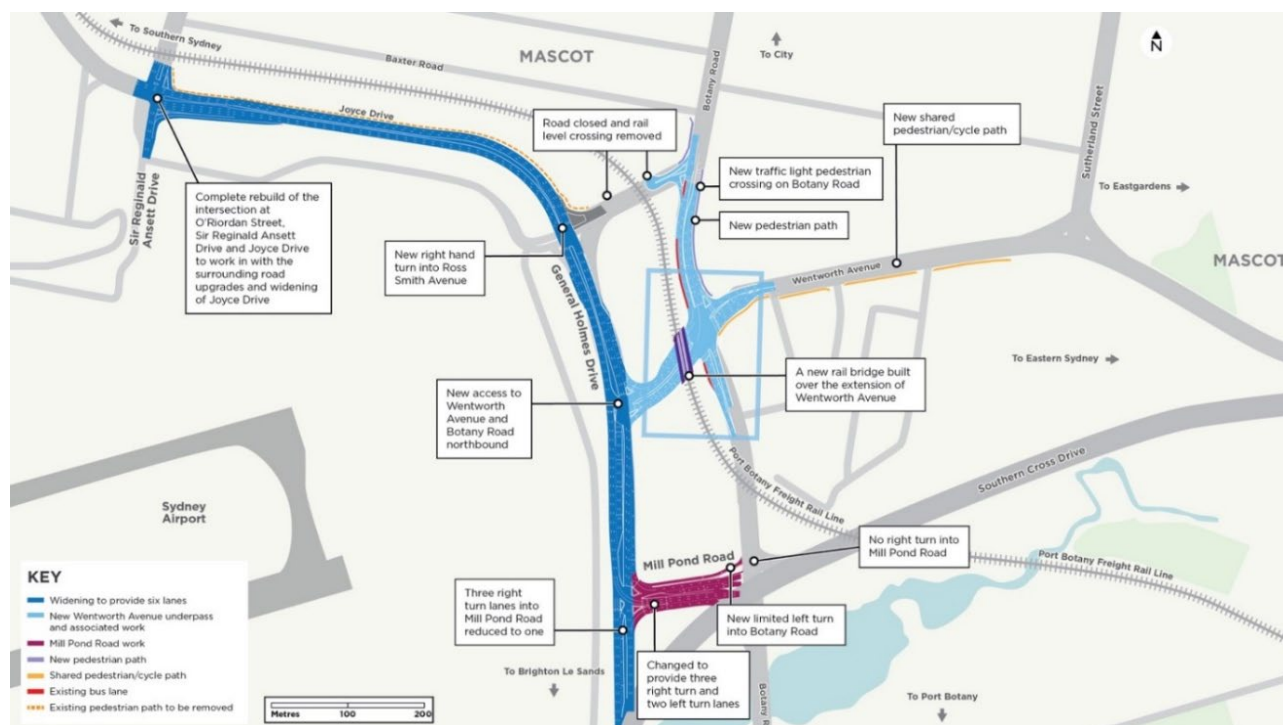 To Southern Sydney
MASCOT
Baxter Road
Botany Road
To City
N
Sutherland Street
Joyce Drive
Road closed and rail
level crossing removed
New shared
pedestrian/cycle path
New traffic light pedestrian
crossing on Botany Road
To Eastgardens
Sir Reginald
Ansett Drive
Complete rebuild of the
intersection at
O'Riordan Street,
Sir Reginald Ansett
Drive and Joyce Drive
to work in with the
surrounding road
upgrades and widening
of Joyce Drive
New pedestrian path
New right hand
turn into Ross
Smith Avenue
Wentworth Avenue
MASCOT
General Holmes Drive
To Eastern Sydney
A new rail bridge built
over the extension of
Wentworth Avenue
New access to
Wentworth
Avenue and
Botany Road
northbound
Port Botany Freight Rail Line
Southern Cross Drive
Sydney
Airport
Mill Pond Road
No right turn into
Mill Pond Road
Port Botany Freight Rail Line
KEY
Widening to provide six lanes
New Wentworth Avenue underpass
and associated work
Mill Pond Road work
New pedestrian path
Shared pedestrian/cycle path
Existing bus lane
Existing pedestrian path to be removed
Three right
turn lanes into
Mill Pond Road
reduced to one
New limited left turn
into Botany Road
To Brighton Le Sands
Changed to
provide three
right turn and
two left turn lanes
Botany R
To Port Botany
Metres 100 200